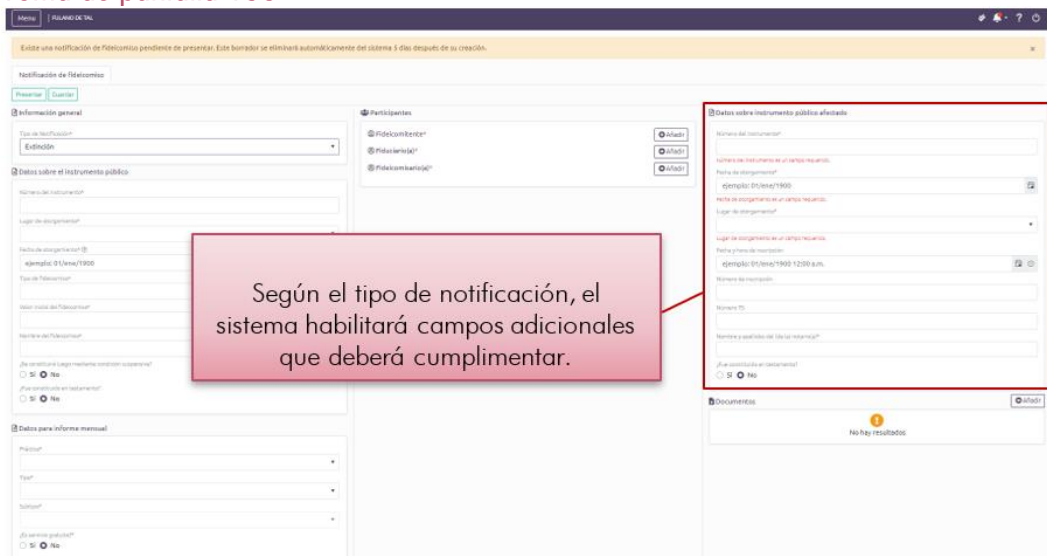 Menu | FULANO DE TAL
Existe una notificación de fideicomiso pendiente de presentar. Este borrador se eliminará automáticamente del sistema 5 días después de su creación.
Notificación de fideicomiso
Presentar Guardar
Información general
Tipo de Notificación*
Extinción
Datos sobre el instrumento público
Número del instrumento*
Lugar de otorgamiento*
Fecha de otorgamiento*
ejemplo: 01/ene/1900
Tipo de fideicomiso*
Valor inicial del fideicomiso*
Nombre del fideicomiso*
¿Se constituirá luego mediante condición suspensiva?
Sí No
¿Fue constituido en testamento?
Sí No
Datos para informe mensual
Práctica*
Tipo*
Subtipo*
¿Es servicio gratuito?*
Sí No
Participantes
Fideicomitente* Añadir
Fiduciario(a)* Añadir
Fideicomisario(a)* Añadir
Según el tipo de notificación, el
sistema habilitará campos adicionales
que deberá cumplimentar.
Datos sobre instrumento público afectado
Número del instrumento*
Número del instrumento es un campo requerido.
Fecha de otorgamiento*
ejemplo: 01/ene/1900
Fecha de otorgamiento es un campo requerido.
Lugar de otorgamiento*
Lugar de otorgamiento es un campo requerido.
Fecha y hora de inscripción
ejemplo: 01/ene/1900 12:00 a.m.
Número de inscripción
Nombre y apellidos del (de la) notario(a)*
¿Fue constituido en testamento?
Sí No
Documentos Añadir
No hay resultados